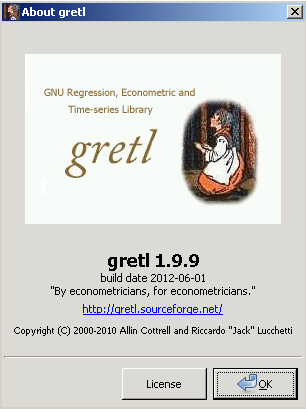 About gretl
GNU Regression, Econometric and
Time-series Library
gretl
gretl 1.9.9
build date 2012-06-01
"By econometricians, for econometricians."
http://gretl.sourceforge.net/
Copyright (C) 2000-2010 Allin Cottrell and Riccardo "Jack" Lucchetti
License
OK